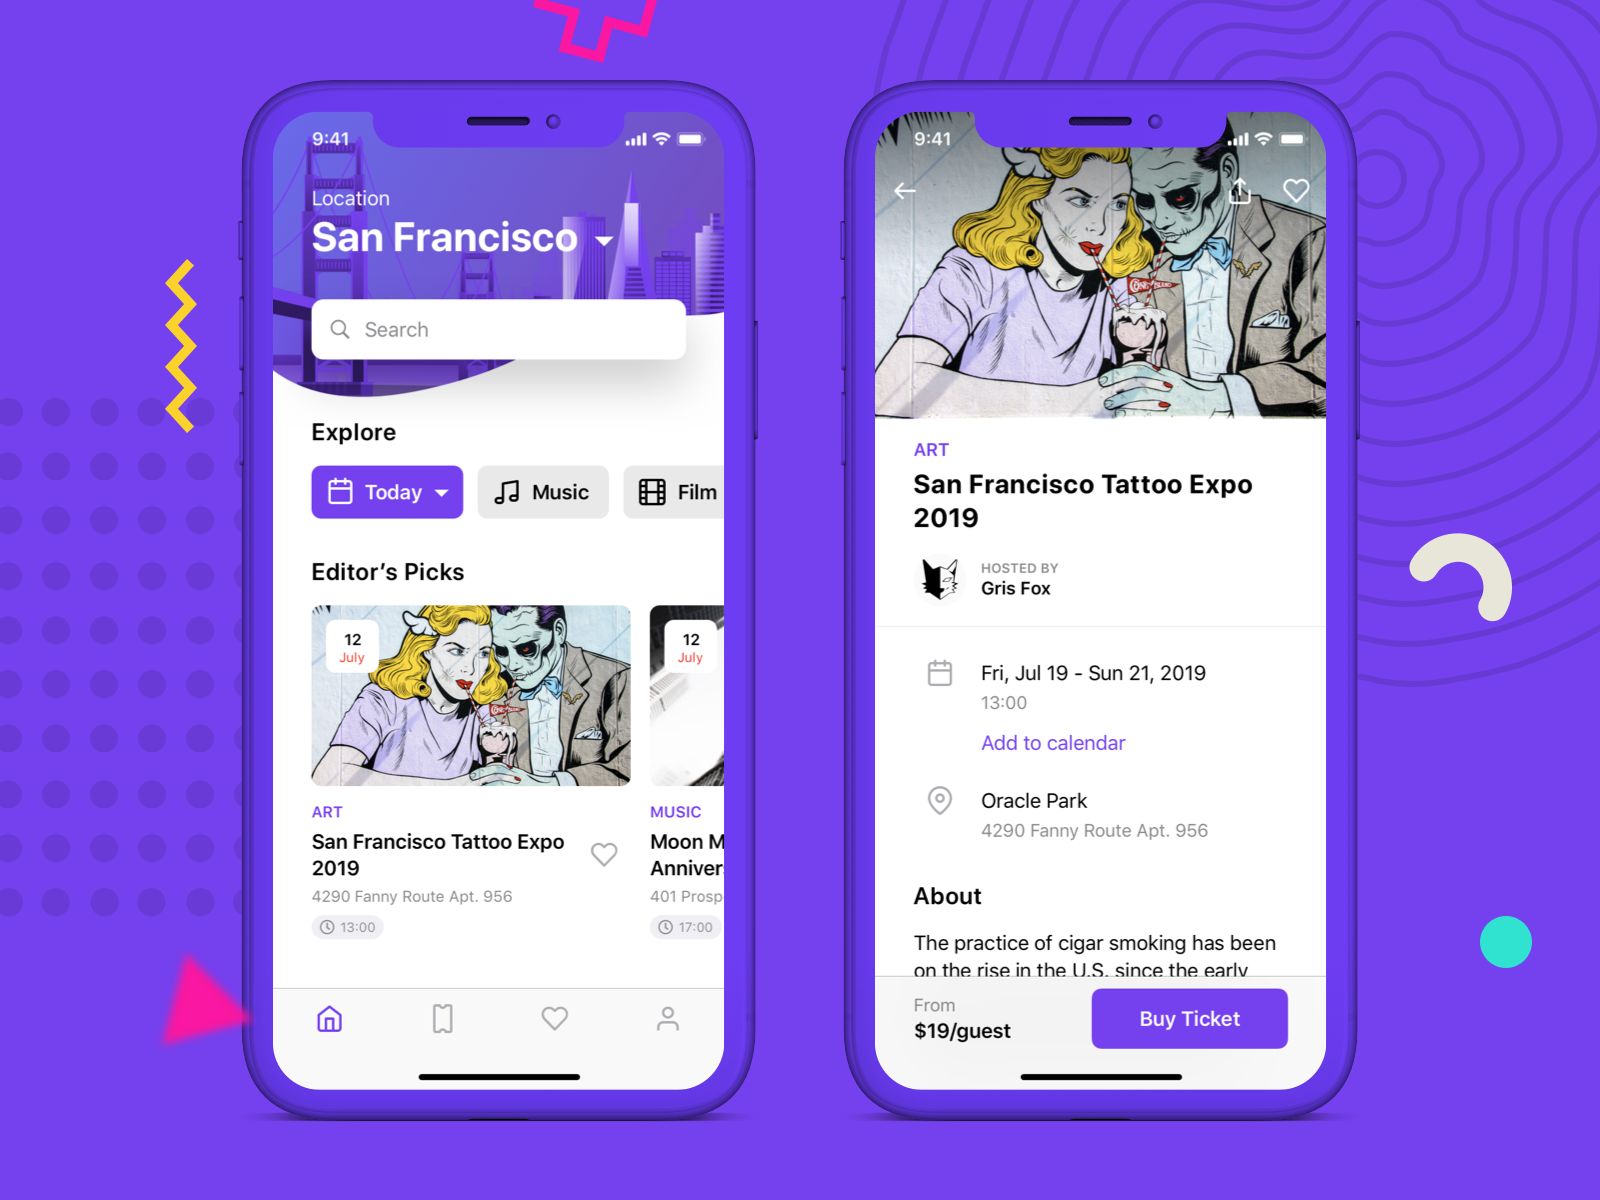 9:41
Location
San Francisco
Search
Explore
Today
Music
Film
Editor’s Picks
12
July
12
July
ART
San Francisco Tattoo Expo
2019
4290 Fanny Route Apt. 956
13:00
MUSIC
Moon M
Anniver
401 Prosp
17:00
9:41
CONEY ISLAND
ART
San Francisco Tattoo Expo
2019
HOSTED BY
Gris Fox
Fri, Jul 19 - Sun 21, 2019
13:00
Add to calendar
Oracle Park
4290 Fanny Route Apt. 956
About
The practice of cigar smoking has been
on the rise in the U.S. since the early
From
$19/guest
Buy Ticket